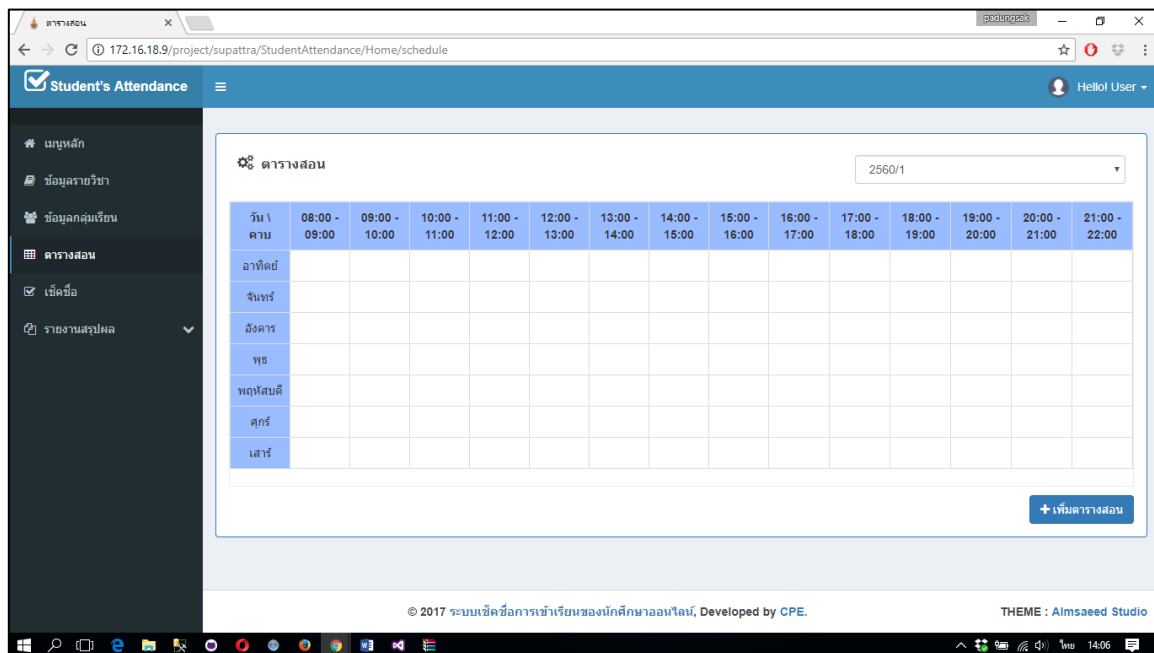 ตารางสอน
padungsak
172.16.18.9/project/supattra/StudentAttendance/Home/schedule
Student's Attendance
Hello! User
เมนูหลัก
ข้อมูลรายวิชา
ข้อมูลกลุ่มเรียน
ตารางสอน
เช็คชื่อ
รายงานสรุปผล
ตารางสอน
2560/1
วัน \ คาบ 08:00 - 09:00 09:00 - 10:00 10:00 - 11:00 11:00 - 12:00 12:00 - 13:00 13:00 - 14:00 14:00 - 15:00 15:00 - 16:00 16:00 - 17:00 17:00 - 18:00 18:00 - 19:00 19:00 - 20:00 20:00 - 21:00 21:00 - 22:00
อาทิตย์
จันทร์
อังคาร
พุธ
พฤหัสบดี
ศุกร์
เสาร์
+ เพิ่มตารางสอน
© 2017 ระบบเช็คชื่อการเข้าเรียนของนักศึกษาออนไลน์, Developed by CPE.
THEME : Almsaeed Studio
ไทย 14:06